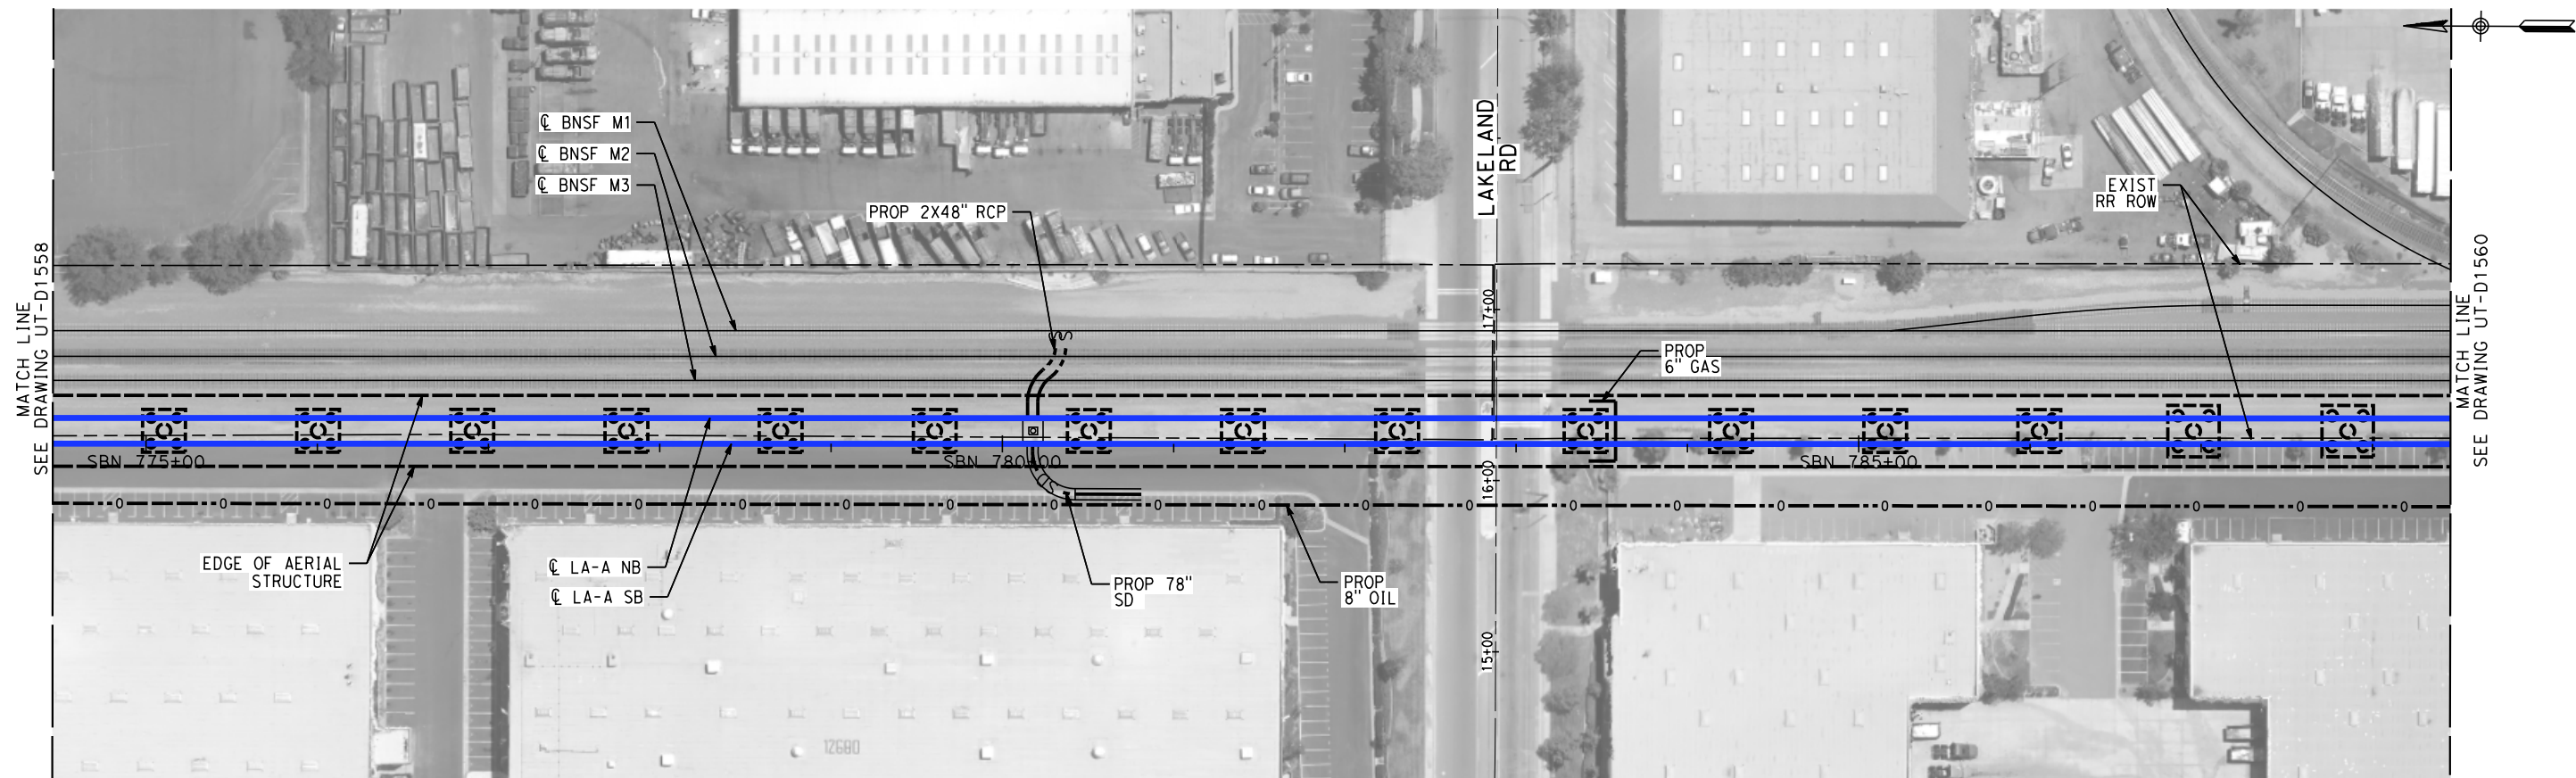 ℄ BNSF M1
℄ BNSF M2
℄ BNSF M3
PROP 2X48" RCP
LAKELAND
RD
EXIST
RR ROW
MATCH LINE
SEE DRAWING UT-D1558
MATCH LINE
SEE DRAWING UT-D1560
17+00
PROP
6" GAS
SBN 775+00
SBN 780+00
SBN 785+00
16+00
EDGE OF AERIAL
STRUCTURE
℄ LA-A NB
℄ LA-A SB
PROP 78"
SD
PROP
8" OIL
15+00
12680